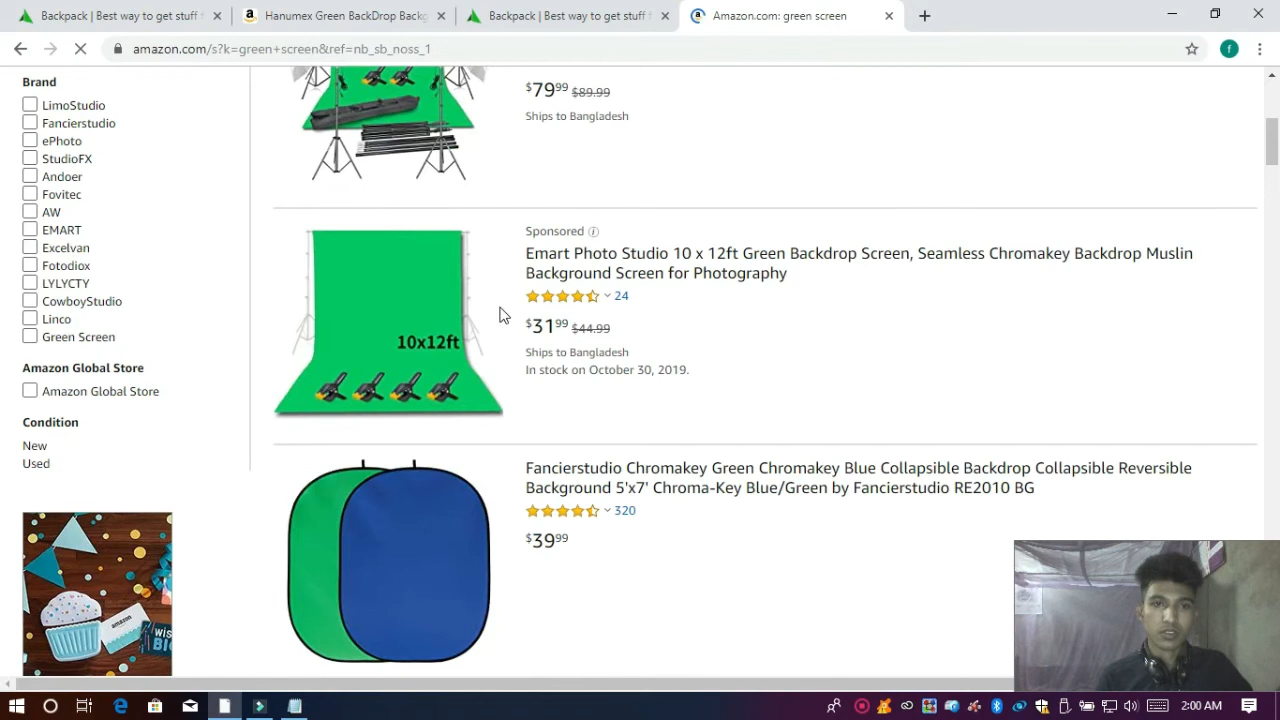 Backpack | Best way to get stuff f
Hanumex Green BackDrop Backg
Backpack | Best way to get stuff f
Amazon.com: green screen
amazon.com/s?k=green+screen&ref=nb_sb_noss_1
f
Brand
LimoStudio
Fancierstudio
ePhoto
StudioFX
Andoer
Fovitec
AW
EMART
Excelvan
Fotodiox
LYLYCTY
CowboyStudio
Linco
Green Screen
Amazon Global Store
Amazon Global Store
Condition
New
Used
amazon
$79.99 $89.99
Ships to Bangladesh
Sponsored
Emart Photo Studio 10 x 12ft Green Backdrop Screen, Seamless Chromakey Backdrop Muslin
Background Screen for Photography
24
$31.99 $44.99
Ships to Bangladesh
In stock on October 30, 2019.
10x12ft
Fancierstudio Chromakey Green Chromakey Blue Collapsible Backdrop Collapsible Reversible
Background 5'x7' Chroma-Key Blue/Green by Fancierstudio RE2010 BG
320
$39.99
2:00 AM